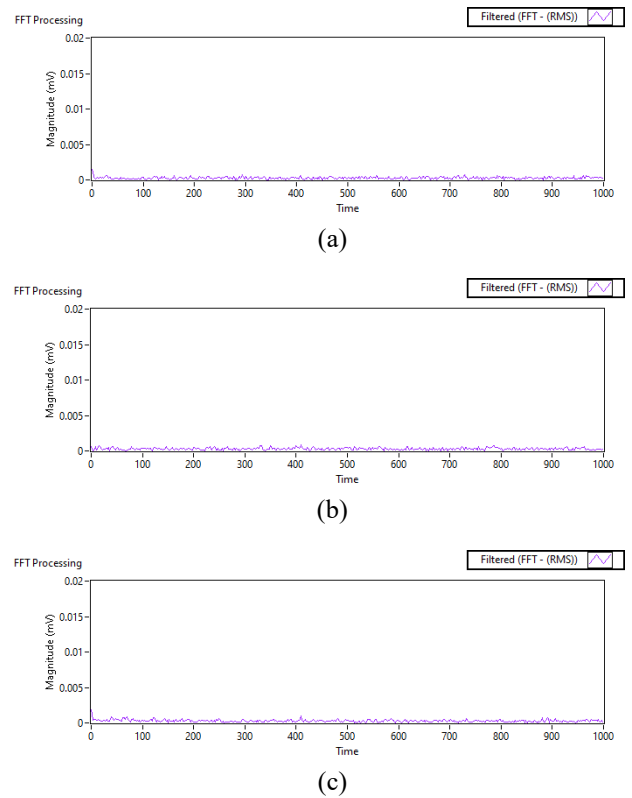 FFT Processing
Filtered (FFT - (RMS))
Magnitude (mV)
0.02
0.015
0.01
0.005
0
0 100 200 300 400 500 600 700 800 900 1000
Time
(a)
FFT Processing
Filtered (FFT - (RMS))
Magnitude (mV)
0.02
0.015
0.01
0.005
0
0 100 200 300 400 500 600 700 800 900 1000
Time
(b)
FFT Processing
Filtered (FFT - (RMS))
Magnitude (mV)
0.02
0.015
0.01
0.005
0
0 100 200 300 400 500 600 700 800 900 1000
Time
(c)